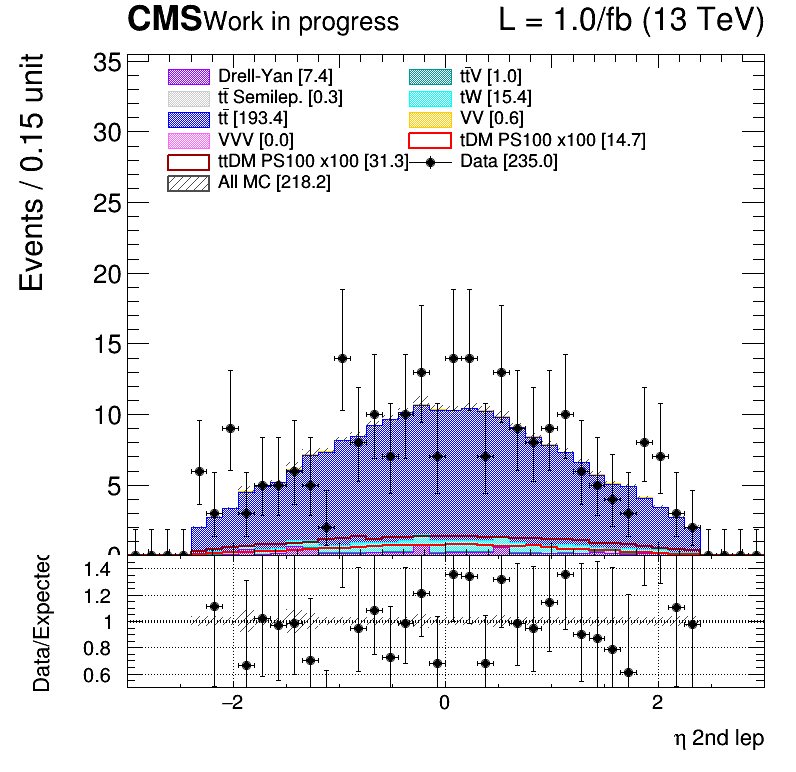 CMS Work in progress L = 1.0/fb (13 TeV)
Events / 0.15 unit
35
30
25
20
15
10
5
0
Drell-Yan [7.4] tt̄V [1.0]
tt̄ Semilep. [0.3] tW [15.4]
tt̄ [193.4] VV [0.6]
VVV [0.0] tDM PS100 x100 [14.7]
ttDM PS100 x100 [31.3] Data [235.0]
All MC [218.2]
Data/Expected
1.4
1.2
1
0.8
0.6
−2 0 2
η 2nd lep